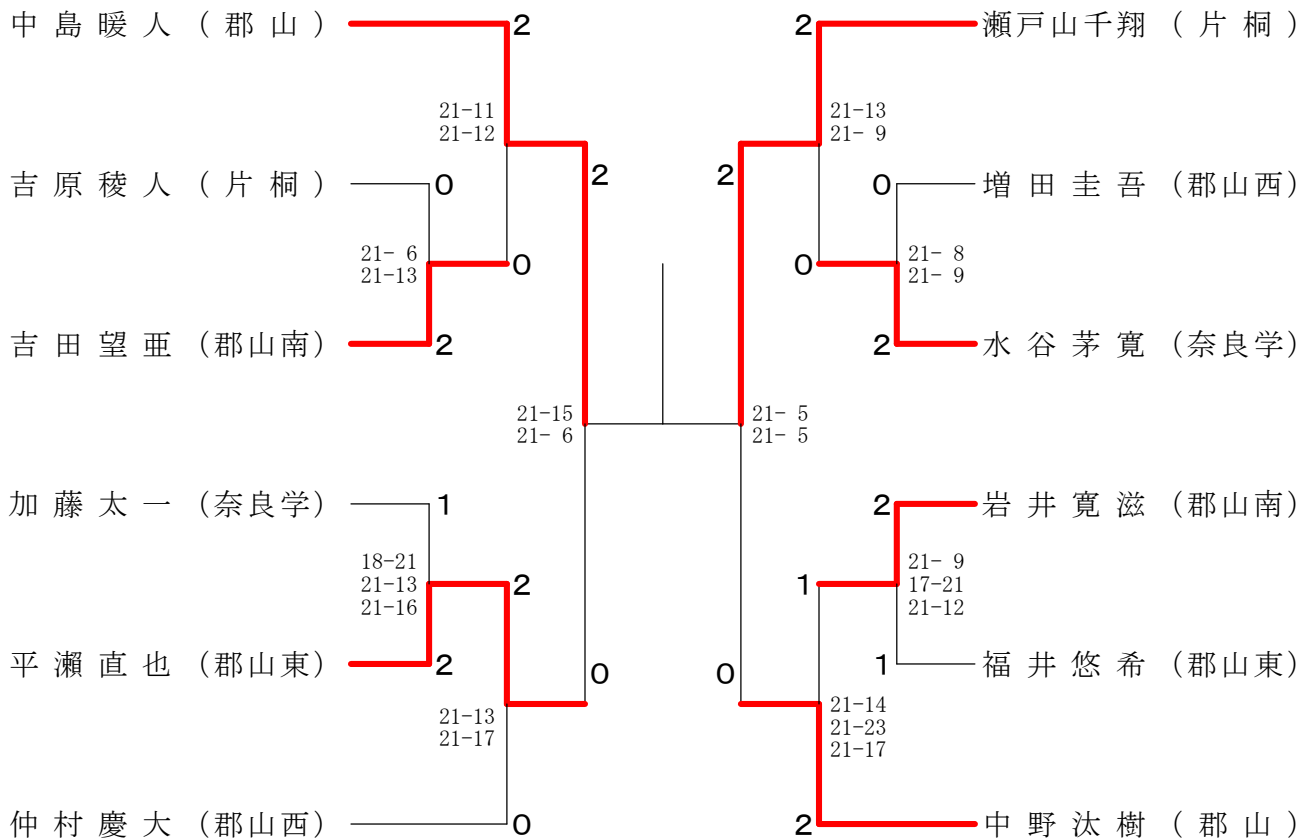 中島暖人（郡山） 2 2 瀬戸山千翔（片桐）
21-11 21-13
21-12 21- 9
2 2
吉原稜人（片桐） 0 0 増田圭吾（郡山西）
21- 6 21- 8
21-13 0 0 21- 9
吉田望亜（郡山南） 2 2 水谷茅寛（奈良学）
21-15 21- 5
21- 6 21- 5
加藤太一（奈良学） 1 2 岩井寛滋（郡山南）
18-21 21- 9
21-13 2 1 17-21
21-16 21-12
平瀬直也（郡山東） 2 0 0 1 福井悠希（郡山東）
21-13 21-14
21-17 21-23
21-17
仲村慶大（郡山西） 0 2 中野汰樹（郡山）